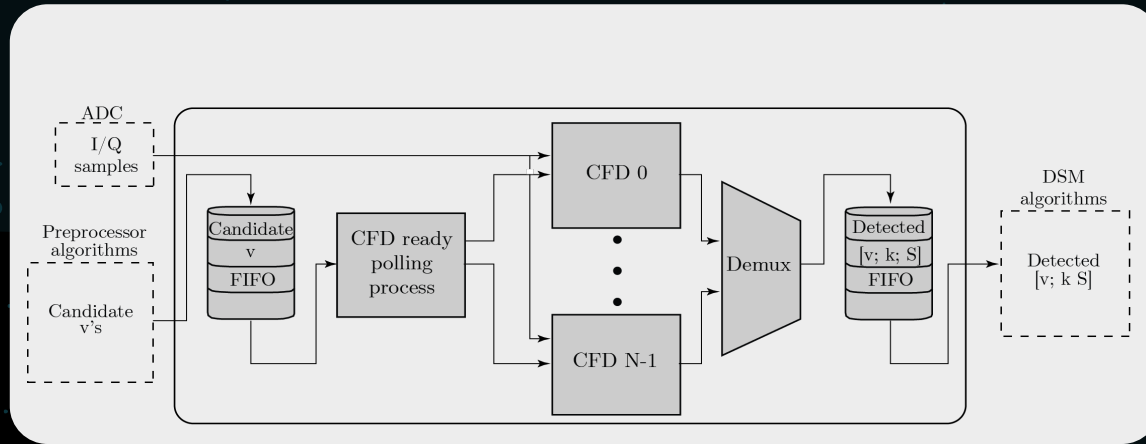 ADC
I/Q
samples
Preprocessor
algorithms
Candidate
v's
Candidate
v
FIFO
CFD ready
polling
process
CFD 0
CFD N-1
Demux
Detected
[v; k; S]
FIFO
DSM
algorithms
Detected
[v; k S]